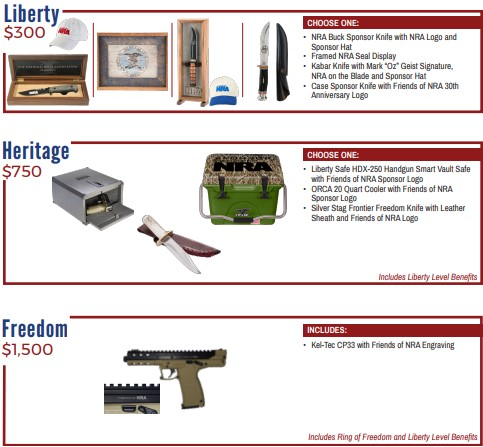 Liberty
$300
NRA
NRA
CHOOSE ONE:
• NRA Buck Sponsor Knife with NRA Logo and
Sponsor Hat
• Framed NRA Seal Display
• Kabar Knife with Mark "Oz" Geist Signature,
NRA on the Blade and Sponsor Hat
• Case Sponsor Knife with Friends of NRA 30th
Anniversary Logo
Heritage
$750
NRA
CHOOSE ONE:
• Liberty Safe HDX-250 Handgun Smart Vault Safe
with Friends of NRA Sponsor Logo
• ORCA 20 Quart Cooler with Friends of NRA
Sponsor Logo
• Silver Stag Frontier Freedom Knife with Leather
Sheath and Friends of NRA Logo
Includes Liberty Level Benefits
Freedom
$1,500
NRA
INCLUDES:
• Kel-Tec CP33 with Friends of NRA Engraving
Includes Ring of Freedom and Liberty Level Benefits